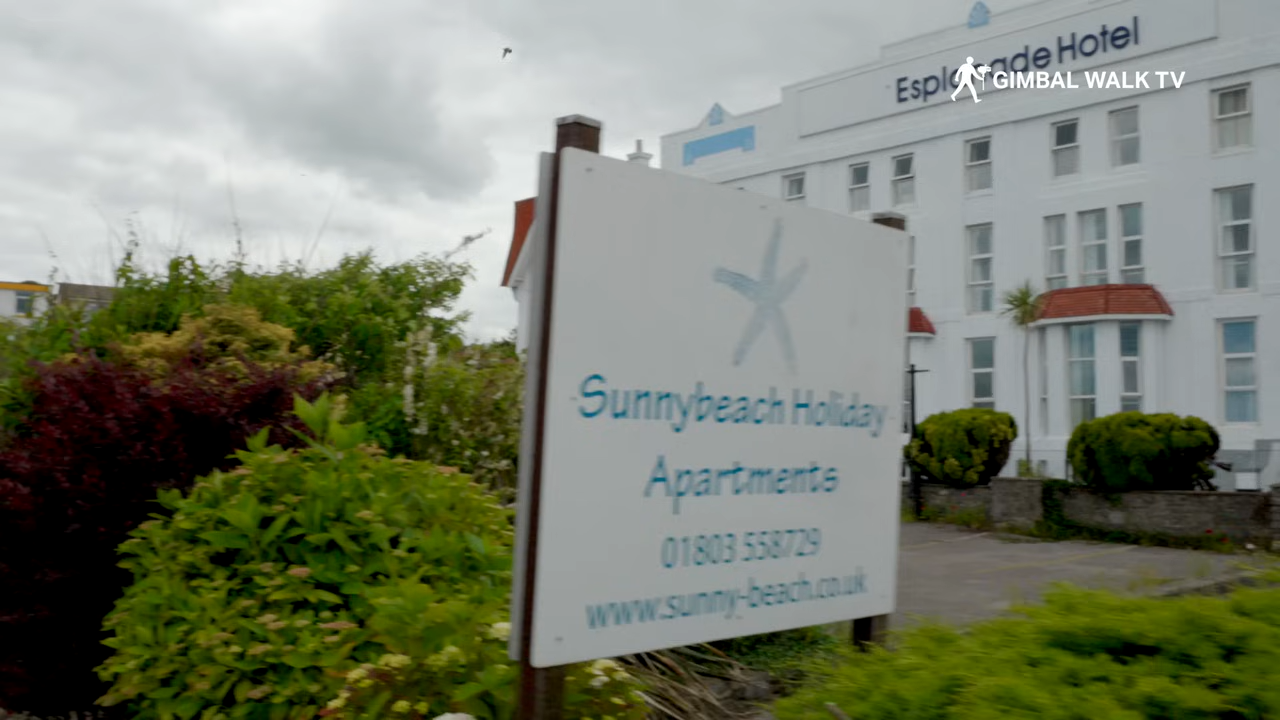 Esplanade Hotel
GIMBAL WALK TV
Sunnybeach Holiday
Apartments
01803 558729
www.sunny-beach.co.uk